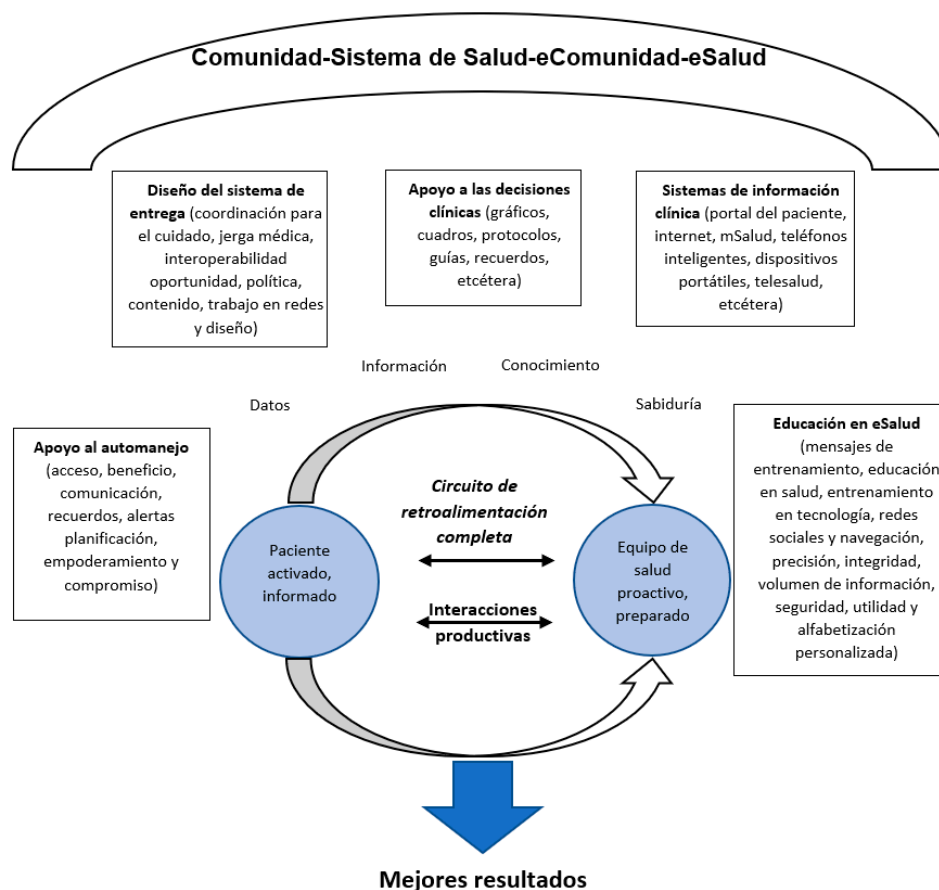 Comunidad-Sistema de Salud-eComunidad-eSalud
Diseño del sistema de
entrega (coordinación para
el cuidado, jerga médica,
interoperabilidad
oportunidad, política,
contenido, trabajo en redes
y diseño)
Apoyo a las decisiones
clínicas (gráficos,
cuadros, protocolos,
guías, recuerdos,
etcétera)
Sistemas de información
clínica (portal del paciente,
internet, mSalud, teléfonos
inteligentes, dispositivos
portátiles, telesalud,
etcétera)
Información
Conocimiento
Datos
Sabiduría
Apoyo al automanejo
(acceso, beneficio,
comunicación,
recuerdos, alertas
planificación,
empoderamiento y
compromiso)
Paciente
activado,
informado
Circuito de
retroalimentación
completa
Interacciones
productivas
Equipo de
salud
proactivo,
preparado
Educación en eSalud
(mensajes de
entrenamiento, educación
en salud, entrenamiento
en tecnología, redes
sociales y navegación,
precisión, integridad,
volumen de información,
seguridad, utilidad y
alfabetización
personalizada)
Mejores resultados